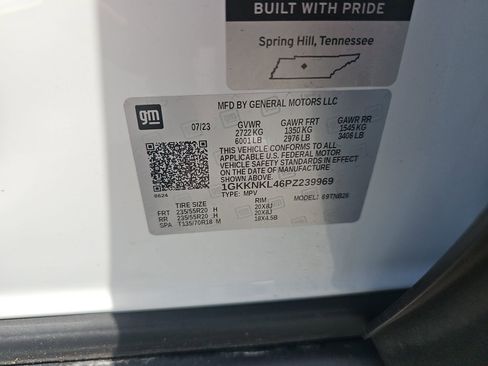 BUILT WITH PRIDE
Spring Hill, Tennessee
gm
MFD BY GENERAL MOTORS LLC
07/23 GVWR GAWR FRT GAWR RR
2722 KG 1350 KG 1545 KG
6001 LB 2976 LB 3406 LB
THIS VEHICLE CONFORMS TO ALL
APPLICABLE U.S. FEDERAL MOTOR
VEHICLE SAFETY STANDARDS IN EFFECT
ON THE DATE OF MANUFACTURE
SHOWN ABOVE.
1GKKNKL46PZ239969
TYPE: MPV MODEL: 69TNB26
8624
TIRE SIZE RIM
FRT 235/55R20 H 20X8J
RR 235/55R20 H 20X8J
SPA T135/70R18 M 18X4.5B